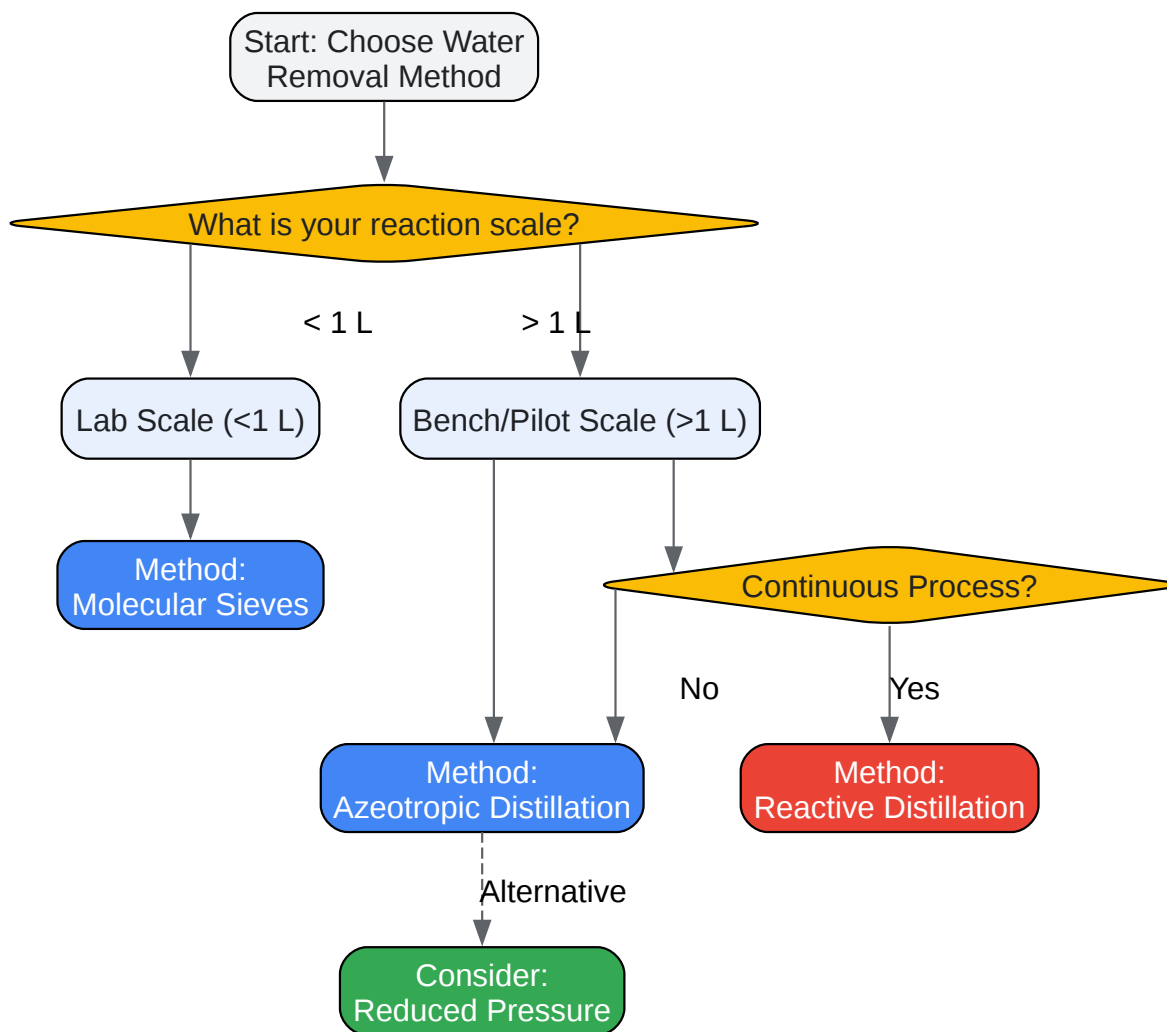 Start: Choose Water
Removal Method
What is your reaction scale?
< 1 L
> 1 L
Lab Scale (<1 L)
Bench/Pilot Scale (>1 L)
Method:
Molecular Sieves
Continuous Process?
No
Yes
Method:
Azeotropic Distillation
Method:
Reactive Distillation
Alternative
Consider:
Reduced Pressure